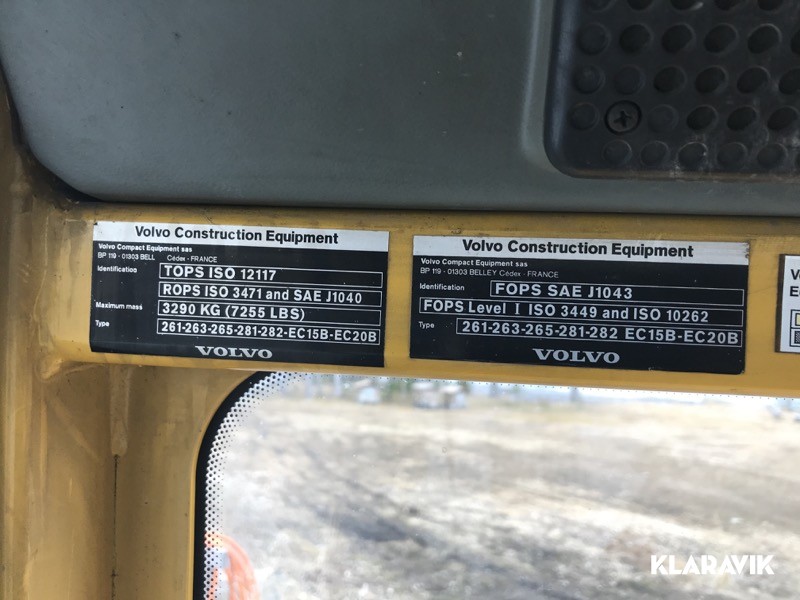 Volvo Construction Equipment
Volvo Compact Equipment sas
BP 119 - 01303 BELL Cédex - FRANCE
Identification TOPS ISO 12117
ROPS ISO 3471 and SAE J1040
Maximum mass 3290 KG (7255 LBS)
Type 261-263-265-281-282-EC15B-EC20B
VOLVO
Volvo Construction Equipment
Volvo Compact Equipment sas
BP 119 - 01303 BELLEY Cédex - FRANCE
Identification FOPS SAE J1043
FOPS Level I ISO 3449 and ISO 10262
Type 261-263-265-281-282 EC15B-EC20B
VOLVO
KLARAVIK